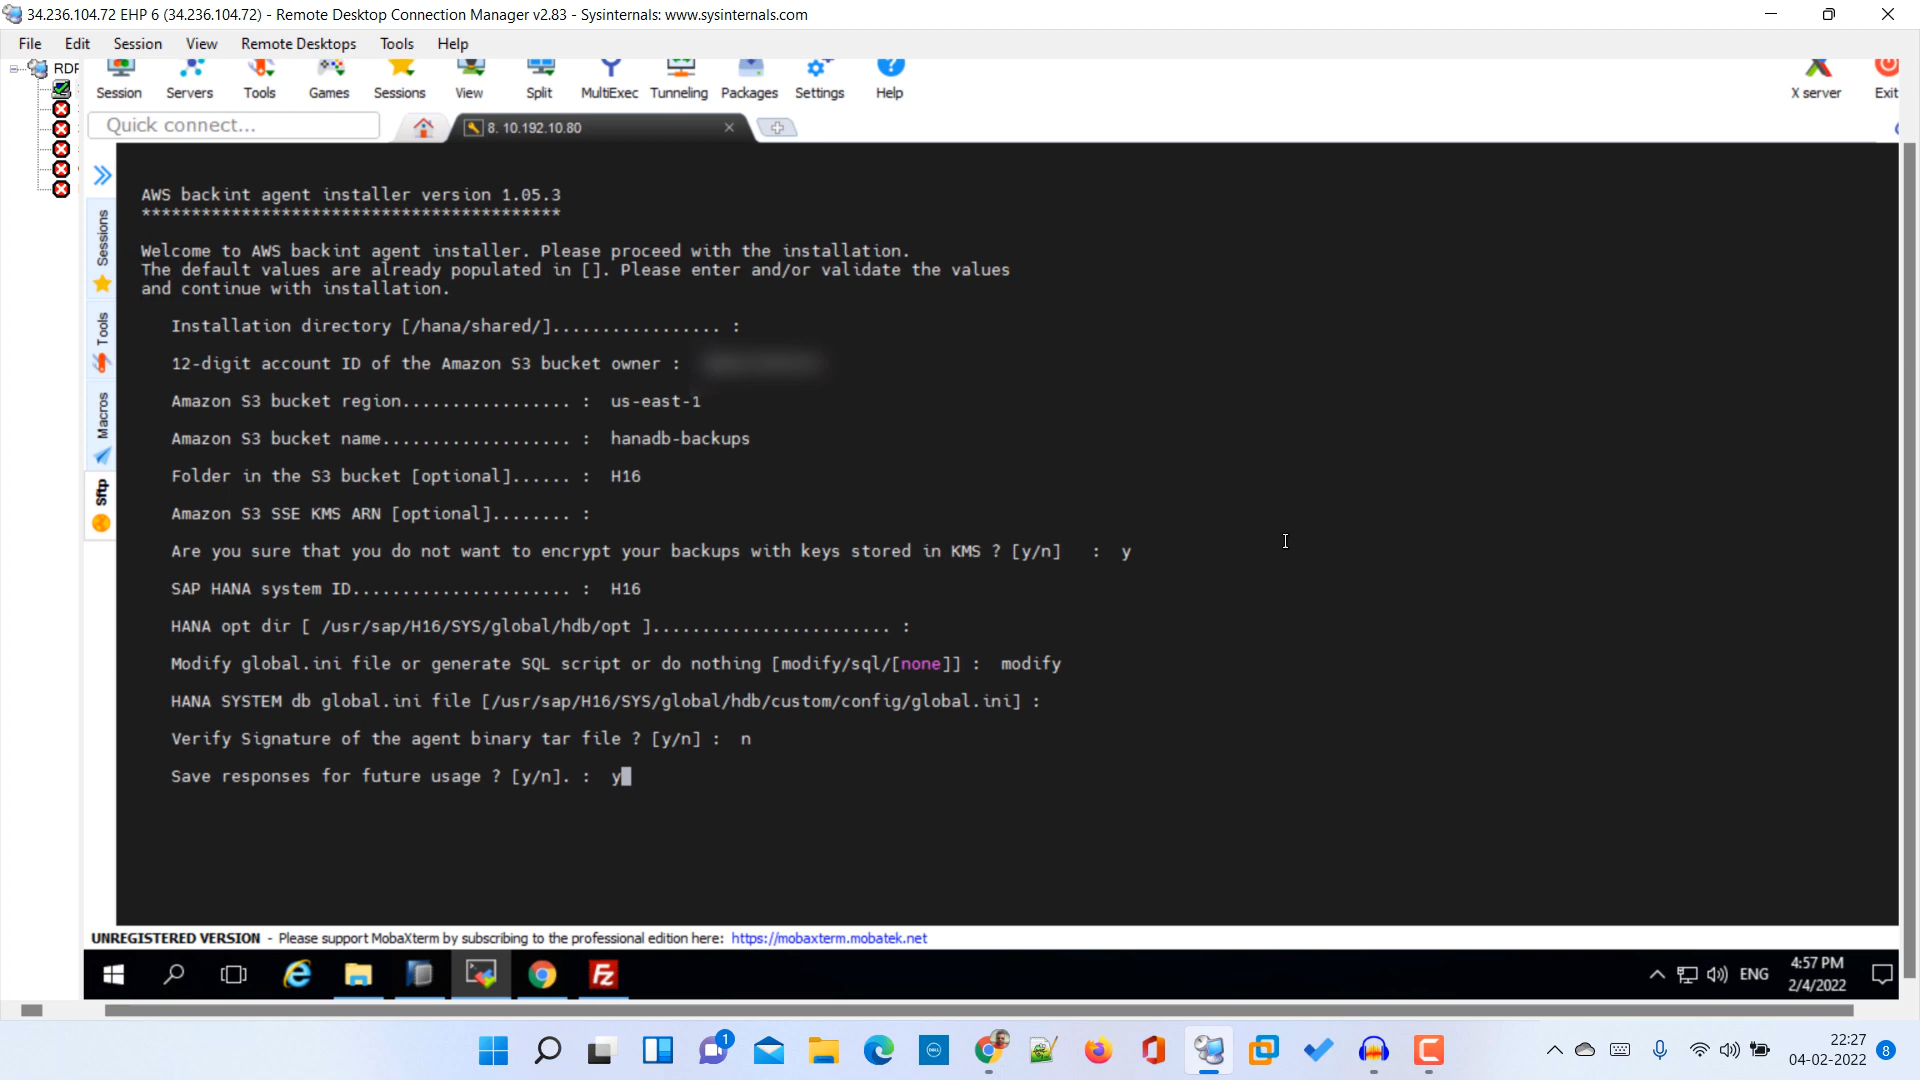 34.236.104.72 EHP 6 (34.236.104.72) - Remote Desktop Connection Manager v2.83 - Sysinternals: www.sysinternals.com
File Edit Session View Remote Desktops Tools Help
RDP
Session Servers Tools Games Sessions View Split MultiExec Tunneling Packages Settings Help X server Exit
Quick connect... 8. 10.192.10.80
Sessions
Tools
Macros
Sftp
AWS backint agent installer version 1.05.3
******************************************
Welcome to AWS backint agent installer. Please proceed with the installation.
The default values are already populated in []. Please enter and/or validate the values
and continue with installation.
Installation directory [/hana/shared/]................. :
12-digit account ID of the Amazon S3 bucket owner :
Amazon S3 bucket region................. : us-east-1
Amazon S3 bucket name................... : hanadb-backups
Folder in the S3 bucket [optional]...... : H16
Amazon S3 SSE KMS ARN [optional]........ :
Are you sure that you do not want to encrypt your backups with keys stored in KMS ? [y/n] : y
SAP HANA system ID...................... : H16
HANA opt dir [ /usr/sap/H16/SYS/global/hdb/opt ]........................ :
Modify global.ini file or generate SQL script or do nothing [modify/sql/[none]] : modify
HANA SYSTEM db global.ini file [/usr/sap/H16/SYS/global/hdb/custom/config/global.ini] :
Verify Signature of the agent binary tar file ? [y/n] : n
Save responses for future usage ? [y/n]. : y
UNREGISTERED VERSION - Please support MobaXterm by subscribing to the professional edition here: https://mobaxterm.mobatek.net
ENG
4:57 PM
2/4/2022
1
22:27
04-02-2022
8